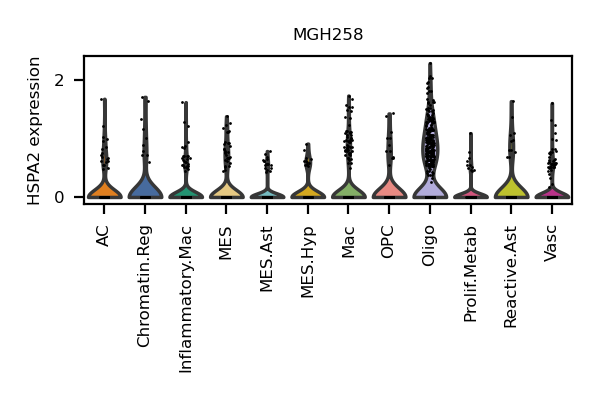 MGH258
HSPA2 expression
2
0
AC
Chromatin.Reg
Inflammatory.Mac
MES
MES.Ast
MES.Hyp
Mac
OPC
Oligo
Prolif.Metab
Reactive.Ast
Vasc